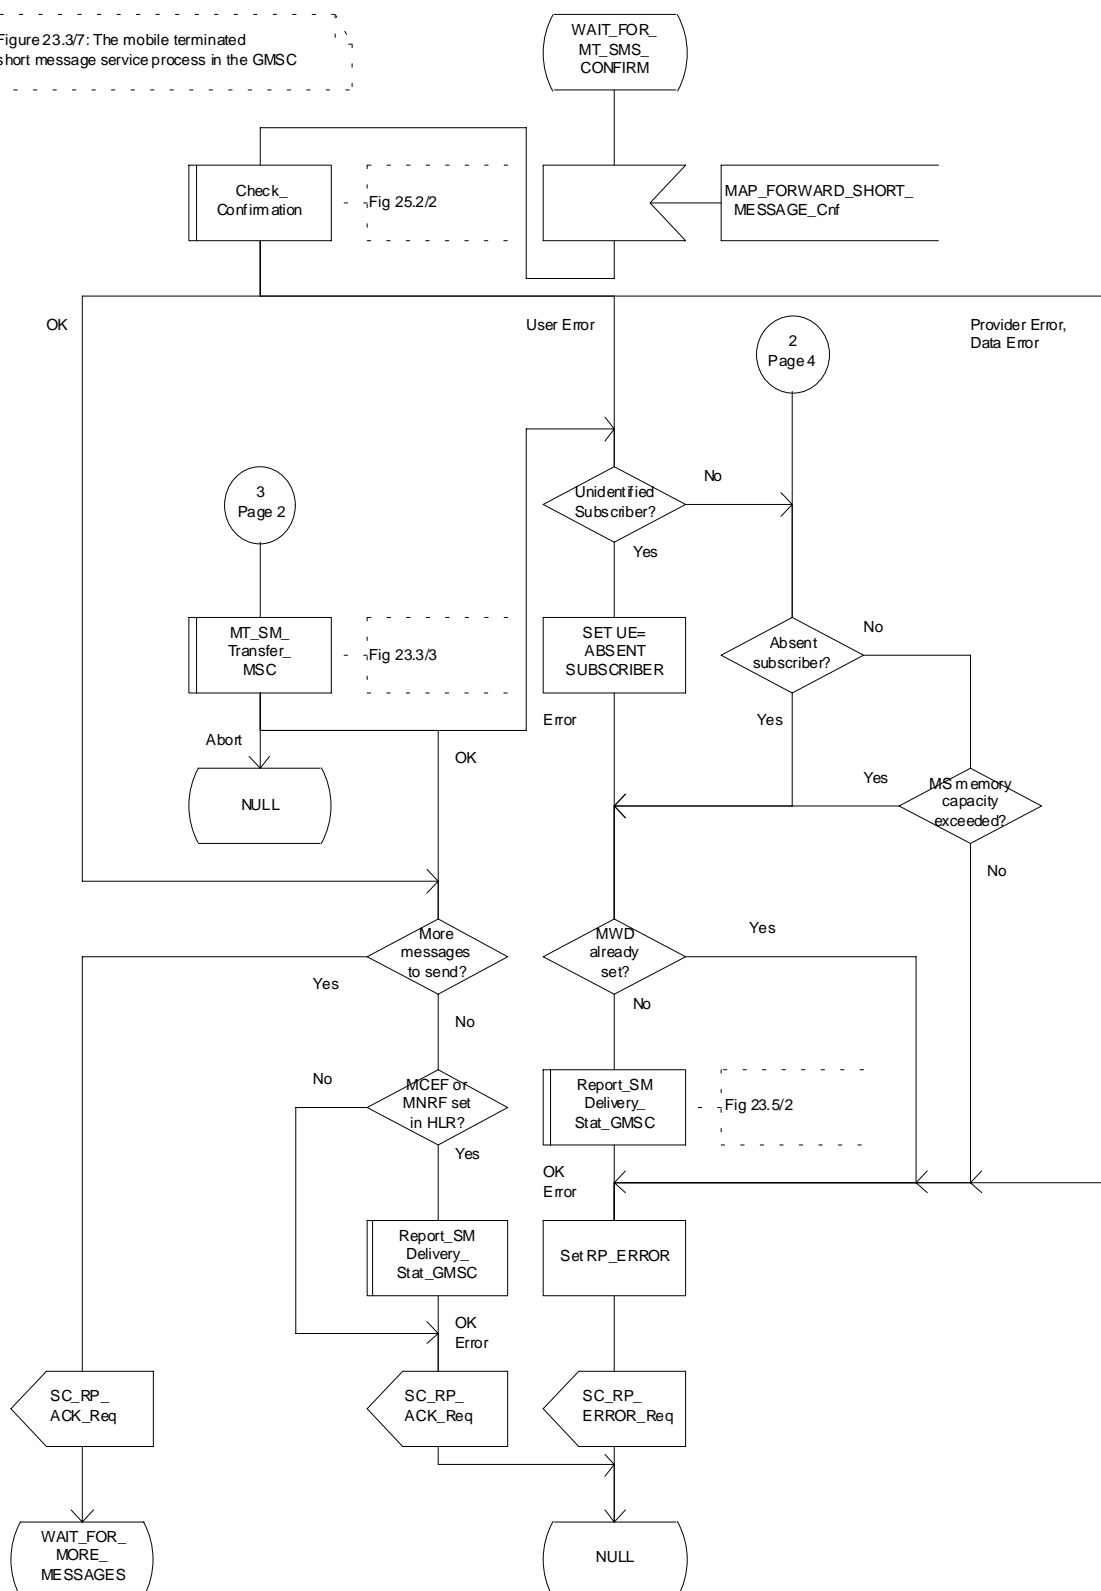 Figure 23.3/7: The mobile terminated
short message service process in the GMSC
WAIT_FOR_
MT_SMS_
CONFIRM
Check_
Confirmation
Fig 25.2/2
MAP_FORWARD_SHORT_
MESSAGE_Cnf
OK
User Error
2
Page 4
Provider Error,
Data Error
3
Page 2
Unidentified
Subscriber?
No
Yes
MT_SM_
Transfer_
MSC
Fig 23.3/3
SET UE=
ABSENT
SUBSCRIBER
Absent
subscriber?
No
Error
Yes
Abort
OK
NULL
Yes
MS memory
capacity
exceeded?
No
More
messages
to send?
Yes
No
MWD
already
set?
Yes
No
No
MCEF or
MNRF set
in HLR?
Yes
Report_SM
Delivery_
Stat_GMSC
Fig 23.5/2
OK
Error
Report_SM
Delivery_
Stat_GMSC
Set RP_ERROR
OK
Error
SC_RP_
ACK_Req
SC_RP_
ACK_Req
SC_RP_
ERROR_Req
WAIT_FOR_
MORE_
MESSAGES
NULL